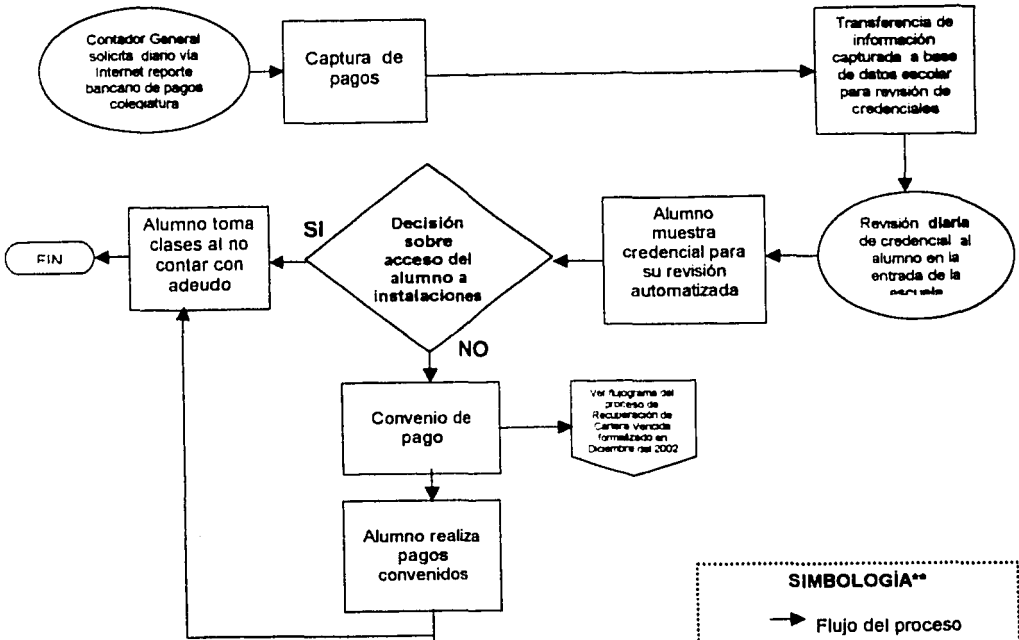 Contador General
solicita diario vía
Internet reporte
bancario de pagos
colegiatura
Captura de
pagos
Transferencia de
información
capturada a base
de datos escolar
para revisión de
credenciales
Revisión diaria
de credencial al
alumno en la
entrada de la
escuela
Alumno
muestra
credencial para
su revisión
automatizada
Decisión
sobre
acceso del
alumno a
instalaciones
SI
Alumno toma
clases al no
contar con
adeudo
FIN
NO
Convenio de
pago
Ver flujograma del
proceso de
Recuperación de
Cartera Vencida
formalizado en
Diciembre del 2002
Alumno realiza
pagos
convenidos
SIMBOLOGÍA**
Flujo del proceso